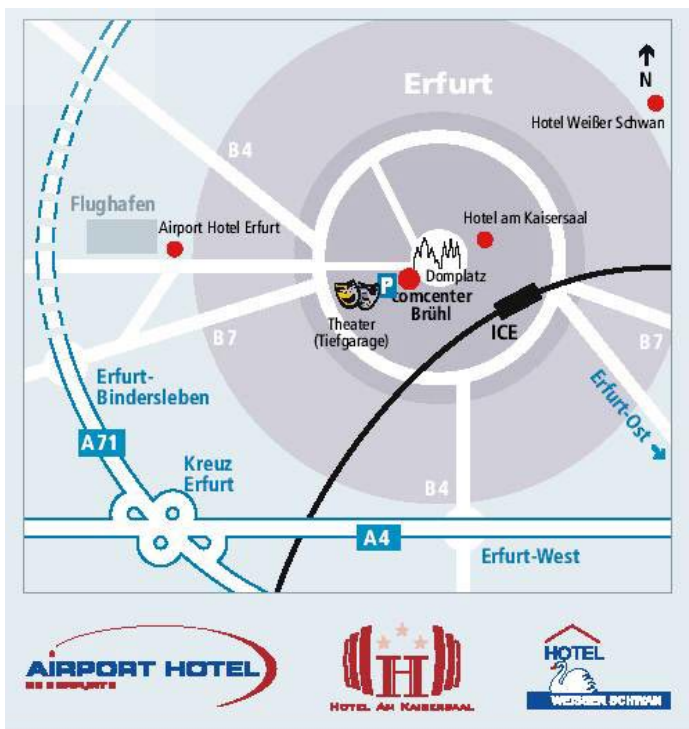 Erfurt
N
Hotel Weißer Schwan
B4
Flughafen
Airport Hotel Erfurt
Hotel am Kaisersaal
Domplatz
P
comcenter
Brühl
Theater
(Tiefgarage)
ICE
B7
B7
Erfurt-
Bindersleben
Erfurt-Ost
A71
Kreuz
Erfurt
B4
A4
Erfurt-West
AIRPORT HOTEL
H
HOTEL AM KAISERSAAL
HOTEL
WEISSER SCHWAN